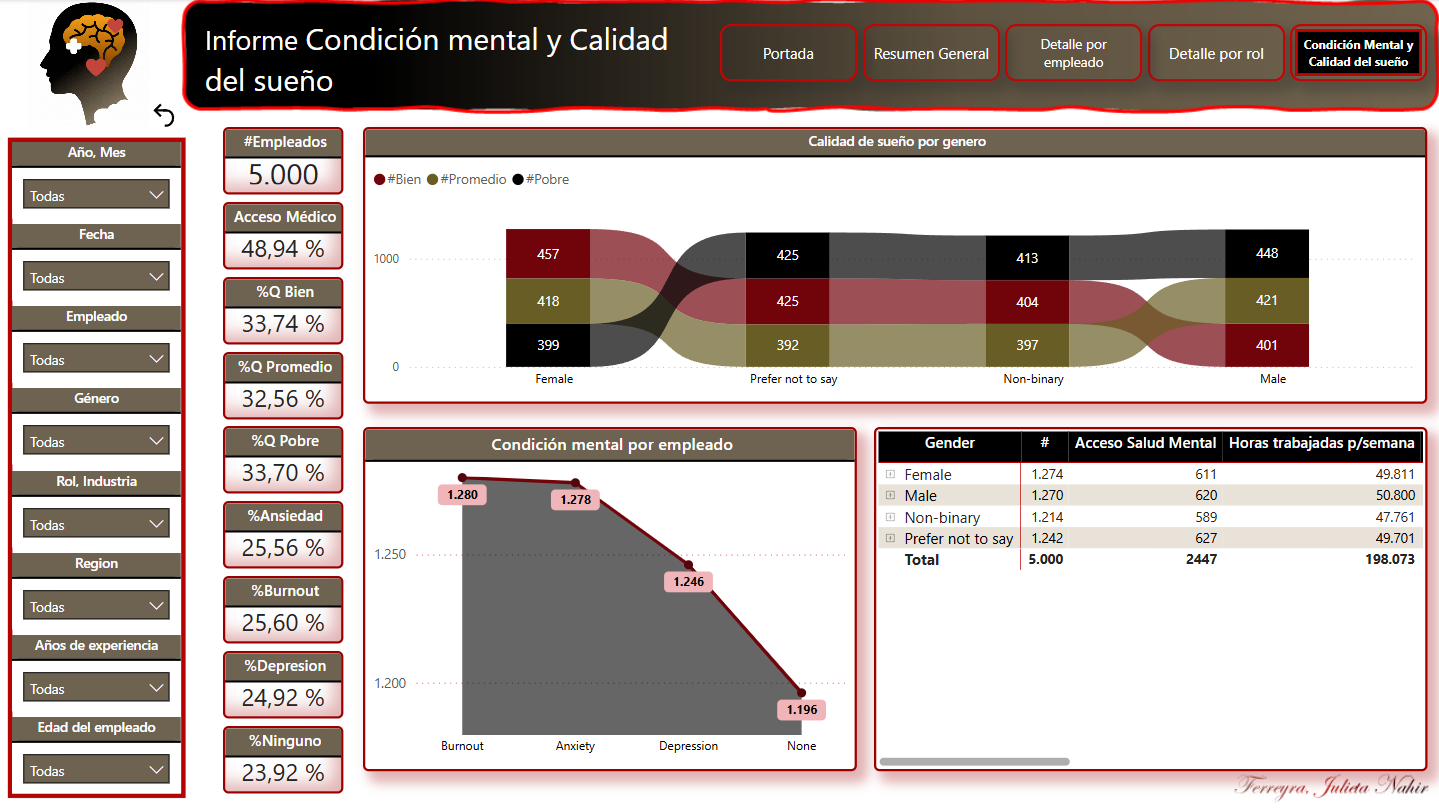 Informe Condición mental y Calidad
del sueño
Portada
Resumen General
Detalle por
empleado
Detalle por rol
Condición Mental y
Calidad del sueño
Año, Mes
Todas
Fecha
Todas
Empleado
Todas
Género
Todas
Rol, Industria
Todas
Region
Todas
Años de experiencia
Todas
Edad del empleado
Todas
#Empleados
5.000
Acceso Médico
48,94 %
%Q Bien
33,74 %
%Q Promedio
32,56 %
%Q Pobre
33,70 %
%Ansiedad
25,56 %
%Burnout
25,60 %
%Depresion
24,92 %
%Ninguno
23,92 %
Calidad de sueño por genero
#Bien #Promedio #Pobre
1000
0
457
418
399
425
425
392
413
404
397
448
421
401
Female Prefer not to say Non-binary Male
Condición mental por empleado
1.250
1.200
1.280
1.278
1.246
1.196
Burnout Anxiety Depression None
Gender # Acceso Salud Mental Horas trabajadas p/semana
Female 1.274 611 49.811
Male 1.270 620 50.800
Non-binary 1.214 589 47.761
Prefer not to say 1.242 627 49.701
Total 5.000 2447 198.073
Ferreyra, Julieta Nahir